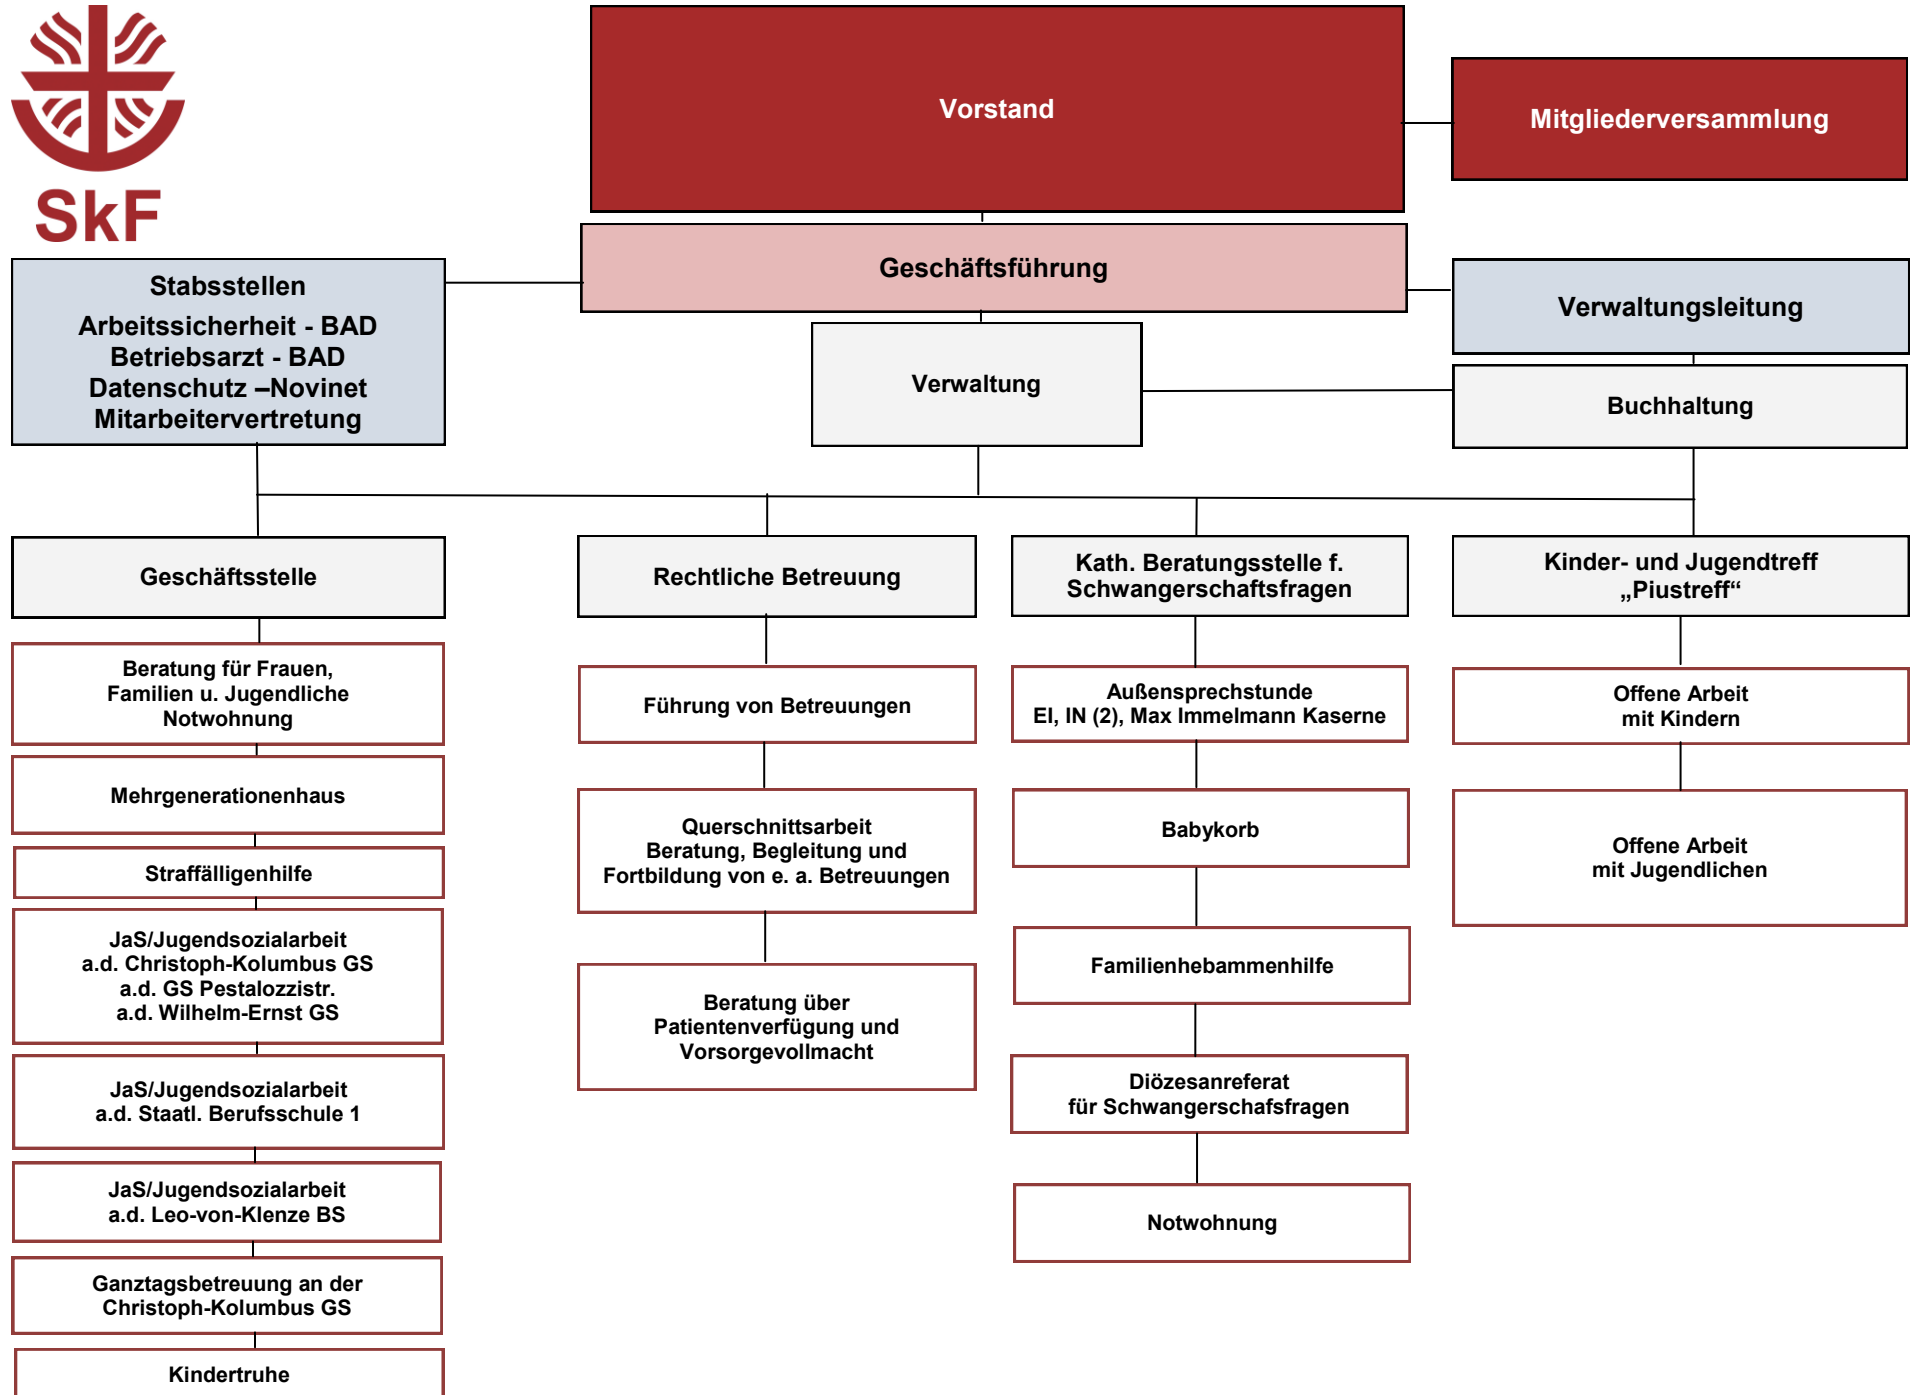 SkF
Vorstand
Mitgliederversammlung
Geschäftsführung
Stabsstellen
Arbeitssicherheit - BAD
Betriebsarzt - BAD
Datenschutz –Novinet
Mitarbeitervertretung
Verwaltungsleitung
Verwaltung
Buchhaltung
Geschäftsstelle
Beratung für Frauen,
Familien u. Jugendliche
Notwohnung
Mehrgenerationenhaus
Straffälligenhilfe
JaS/Jugendsozialarbeit
a.d. Christoph-Kolumbus GS
a.d. GS Pestalozzistr.
a.d. Wilhelm-Ernst GS
JaS/Jugendsozialarbeit
a.d. Staatl. Berufsschule 1
JaS/Jugendsozialarbeit
a.d. Leo-von-Klenze BS
Ganztagsbetreuung an der
Christoph-Kolumbus GS
Kindertruhe
Rechtliche Betreuung
Führung von Betreuungen
Querschnittsarbeit
Beratung, Begleitung und
Fortbildung von e. a. Betreuungen
Beratung über
Patientenverfügung und
Vorsorgevollmacht
Kath. Beratungsstelle f.
Schwangerschaftsfragen
Außensprechstunde
EI, IN (2), Max Immelmann Kaserne
Babykorb
Familienhebammenhilfe
Diözesanreferat
für Schwangerschafsfragen
Notwohnung
Kinder- und Jugendtreff
„Piustreff“
Offene Arbeit
mit Kindern
Offene Arbeit
mit Jugendlichen